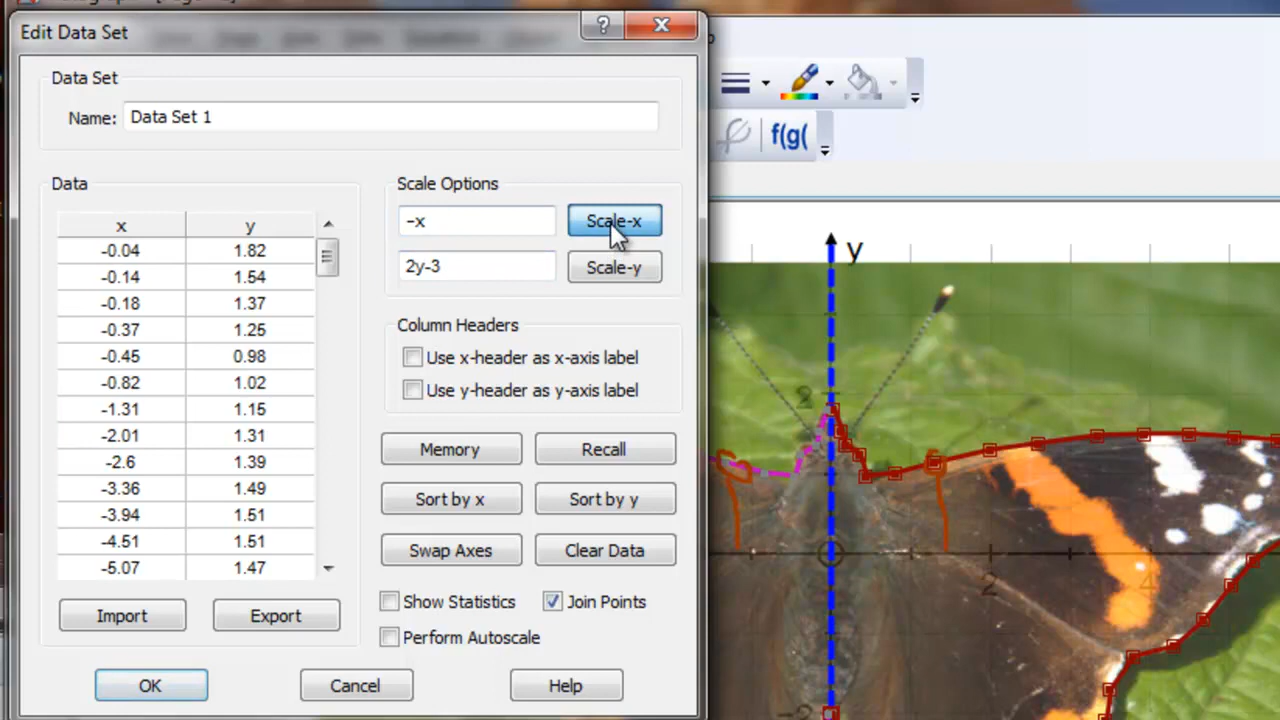 Edit Data Set
?
Data Set
Name: Data Set 1
f(g(
Data
x y
-0.04 1.82
-0.14 1.54
-0.18 1.37
-0.37 1.25
-0.45 0.98
-0.82 1.02
-1.31 1.15
-2.01 1.31
-2.6 1.39
-3.36 1.49
-3.94 1.51
-4.51 1.51
-5.07 1.47
Import Export
Scale Options
-x Scale-x
2y-3 Scale-y
Column Headers
Use x-header as x-axis label
Use y-header as y-axis label
Memory Recall
Sort by x Sort by y
Swap Axes Clear Data
Show Statistics Join Points
Perform Autoscale
OK Cancel Help
y
2
2 4
-2